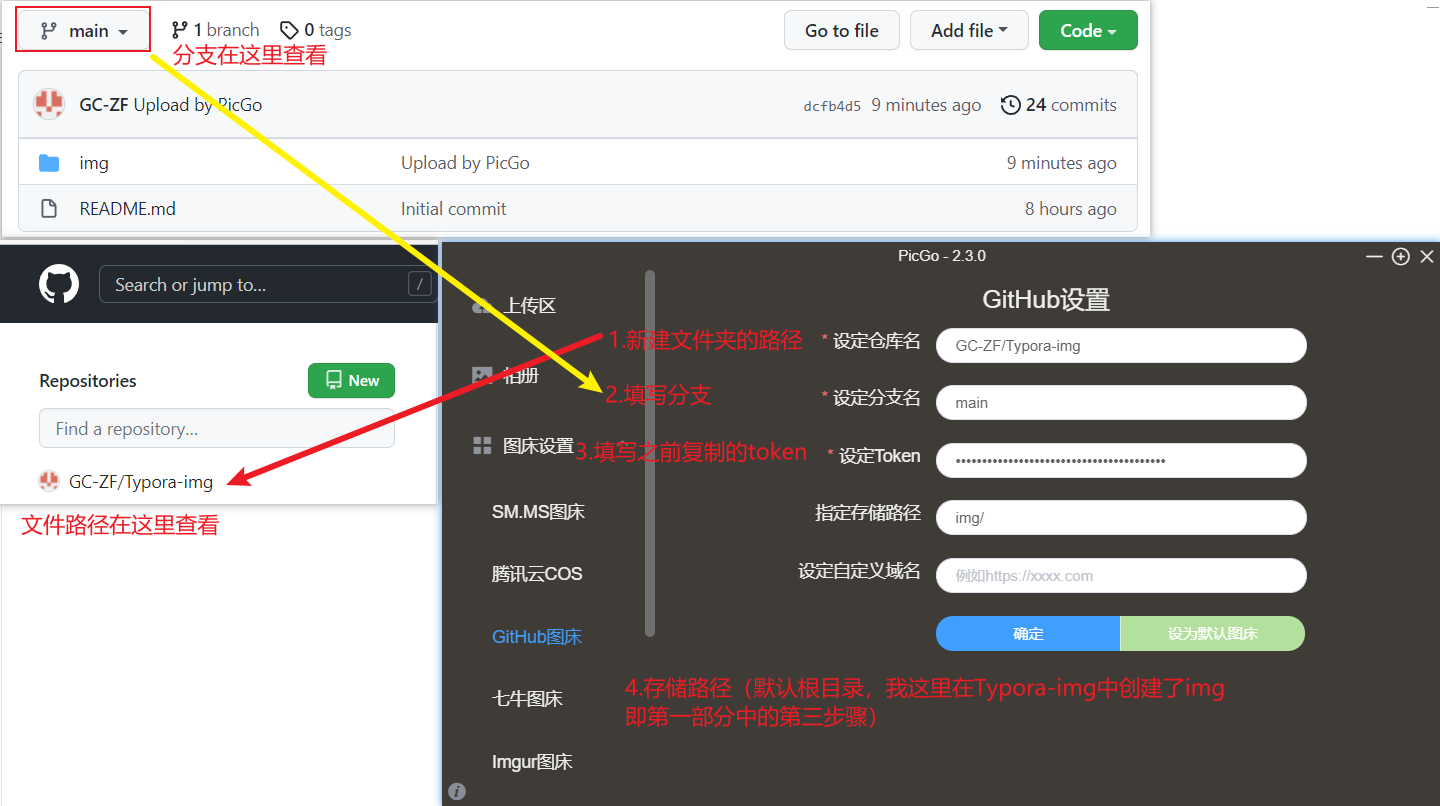 main
1 branch
0 tags
Go to file
Add file
Code
分支在这里查看
GC-ZF Upload by PicGo
dcfb4d5 9 minutes ago
24 commits
img
Upload by PicGo
9 minutes ago
README.md
Initial commit
8 hours ago
Search or jump to...
/
Repositories
New
Find a repository...
GC-ZF/Typora-img
文件路径在这里查看
PicGo - 2.3.0
上传区
相册
图床设置
SM.MS图床
腾讯云COS
GitHub图床
七牛图床
Imgur图床
GitHub设置
1.新建文件夹的路径
* 设定仓库名
GC-ZF/Typora-img
2.填写分支
* 设定分支名
main
3.填写之前复制的token
* 设定Token
••••••••••••••••••••••••••••••••••••••••
指定存储路径
img/
设定自定义域名
例如https://xxxx.com
确定
设为默认图床
4.存储路径（默认根目录，我这里在Typora-img中创建了img
即第一部分中的第三步骤）